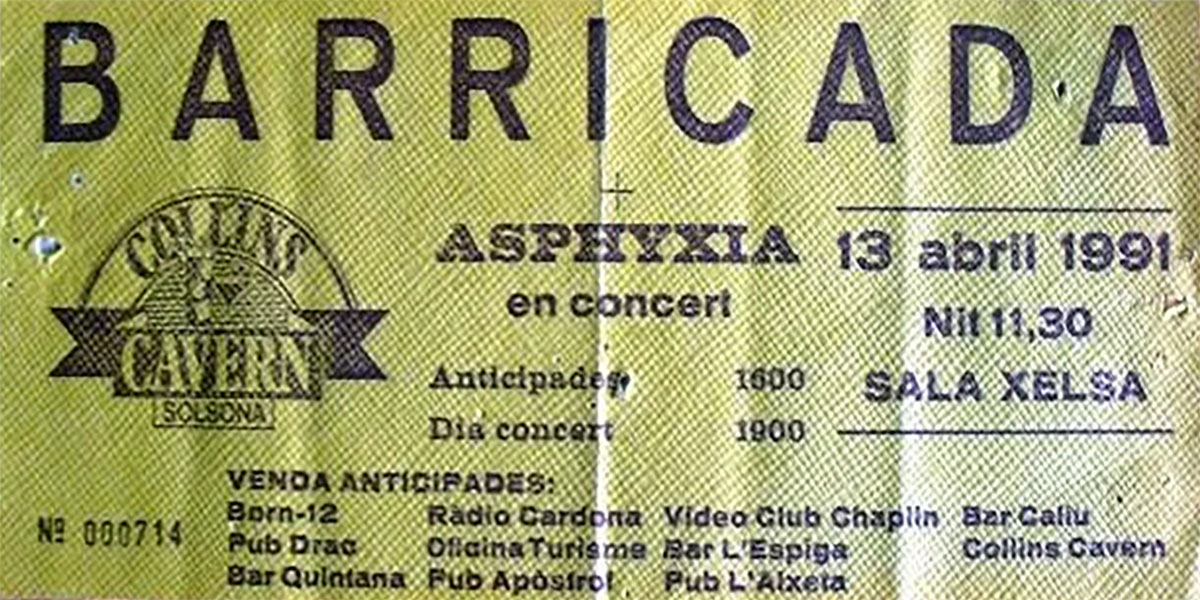 BARRICADA
+
ASPHYXIA
en concert
13 abril 1991
Nit 11,30
SALA XELSA
COLLINS
CAVERN
SOLSONA
Anticipades 1600
Dia concert 1900
VENDA ANTICIPADES:
Born-12 Ràdio Cardona Video Club Chaplin Bar Caliu
Pub Drac Oficina Turisme Bar L'Espiga Collins Cavern
Bar Quintana Pub Apòstrof Pub L'Aixeta
Nº 000714